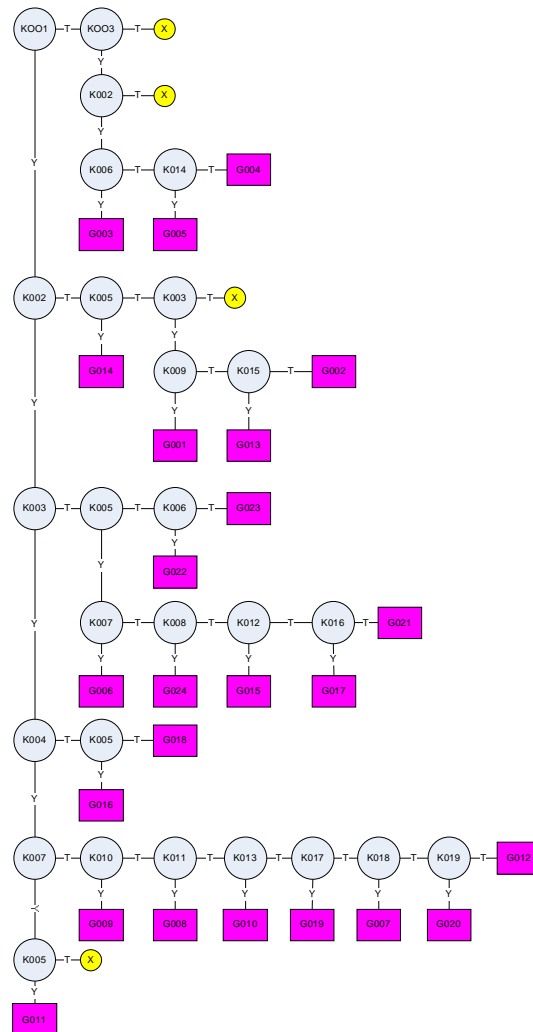 KOO1 T KOO3 T X
Y
K002 T X
Y
Y
K006 T K014 T G004
Y Y
G003 G005
K002 T K005 T K003 T X
Y Y
G014 K009 T K015 T G002
Y Y Y
G001 G013
K003 T K005 T K006 T G023
Y
Y G022
K007 T K008 T K012 T K016 T G021
Y Y Y Y Y
G006 G024 G015 G017
K004 T K005 T G018
Y
Y G016
K007 T K010 T K011 T K013 T K017 T K018 T K019 T G012
Y Y Y Y Y Y
Y G009 G008 G010 G019 G007 G020
K005 T X
Y
G011